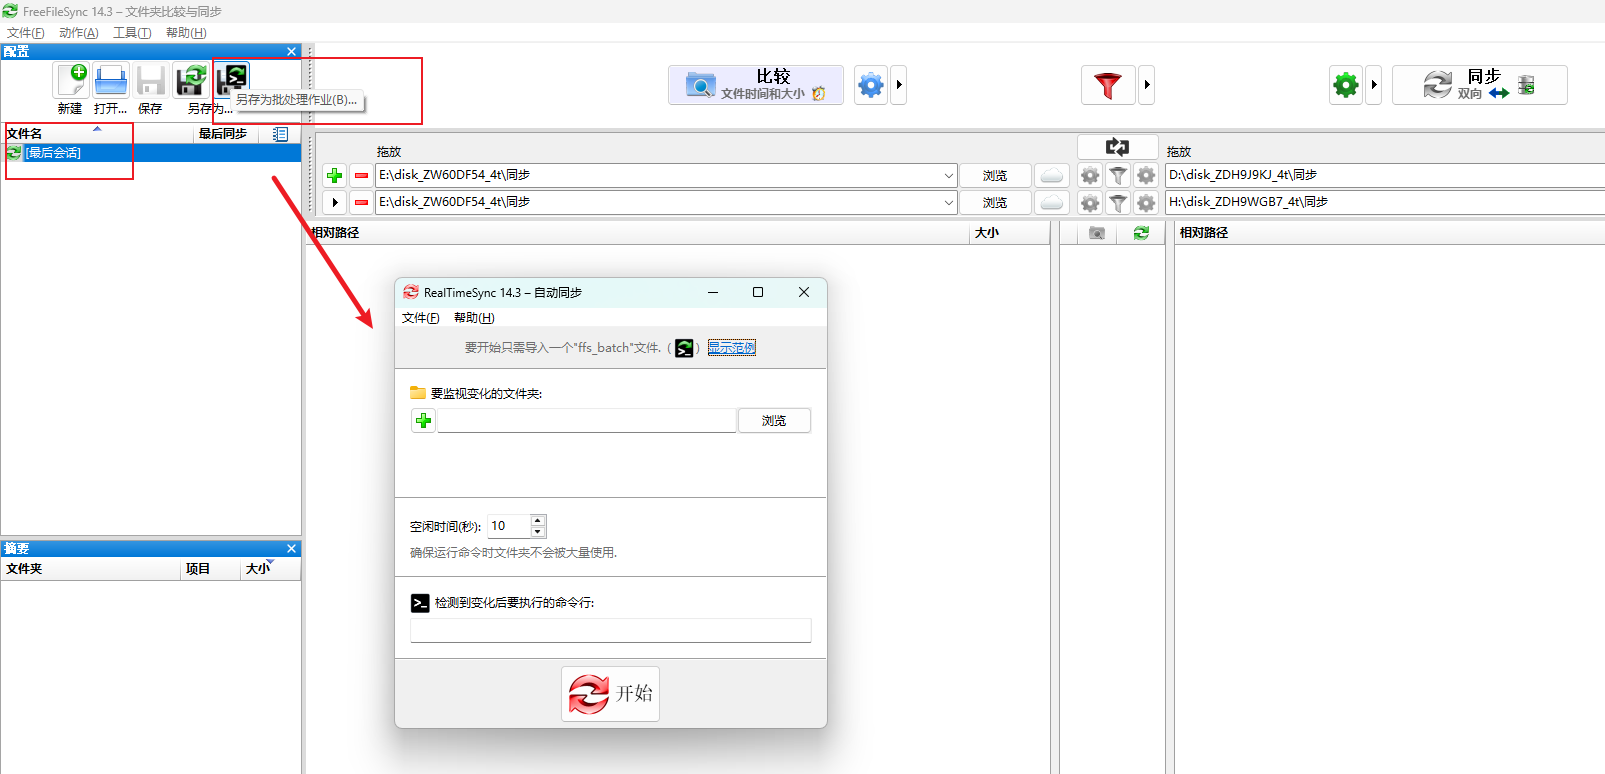 FreeFileSync 14.3 – 文件夹比较与同步
文件(F) 动作(A) 工具(T) 帮助(H)
配置
新建 打开... 保存 另存为...
另存为批处理作业(B)...
文件名 最后同步
[最后会话]
比较
文件时间和大小
同步
双向
拖放
拖放
E:\disk_ZW60DF54_4t\同步 浏览 D:\disk_ZDH9J9KJ_4t\同步
E:\disk_ZW60DF54_4t\同步 浏览 H:\disk_ZDH9WGB7_4t\同步
相对路径 大小 相对路径
RealTimeSync 14.3 – 自动同步
文件(F) 帮助(H)
要开始只需导入一个"ffs_batch"文件. ( ) 显示范例
要监视变化的文件夹:
浏览
空闲时间(秒): 10
确保运行命令时文件夹不会被大量使用.
>_ 检测到变化后要执行的命令行:
开始
摘要
文件夹 项目 大小